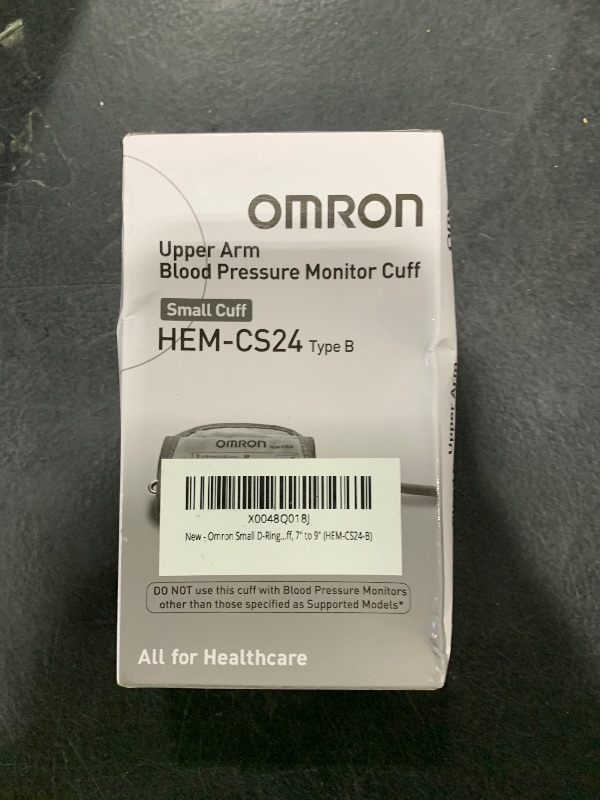 OMRON
Upper Arm
Blood Pressure Monitor Cuff
Small Cuff
HEM-CS24 Type B
OMRON
X0048Q018J
New - Omron Small D-Ring...ff, 7" to 9" (HEM-CS24-B)
DO NOT use this cuff with Blood Pressure Monitors
other than those specified as Supported Models*
All for Healthcare
Upper Arm